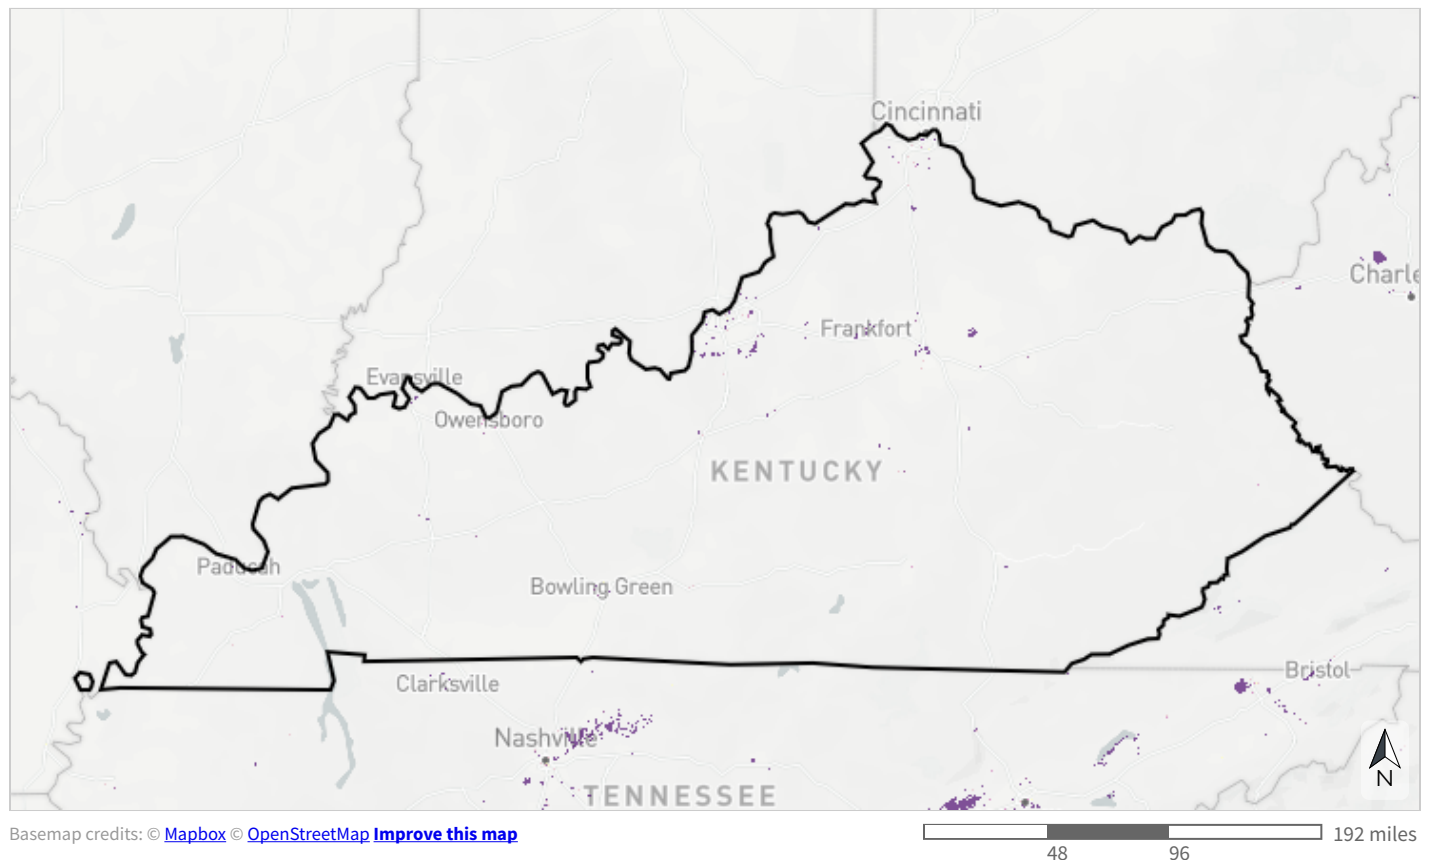 Cincinnati
Charle
Frankfort
Evansville
Owensboro
KENTUCKY
Paducah
Bowling Green
Clarksville
Bristol
Nashville
N
TENNESSEE
Basemap credits: © Mapbox © OpenStreetMap Improve this map
192 miles
48 96